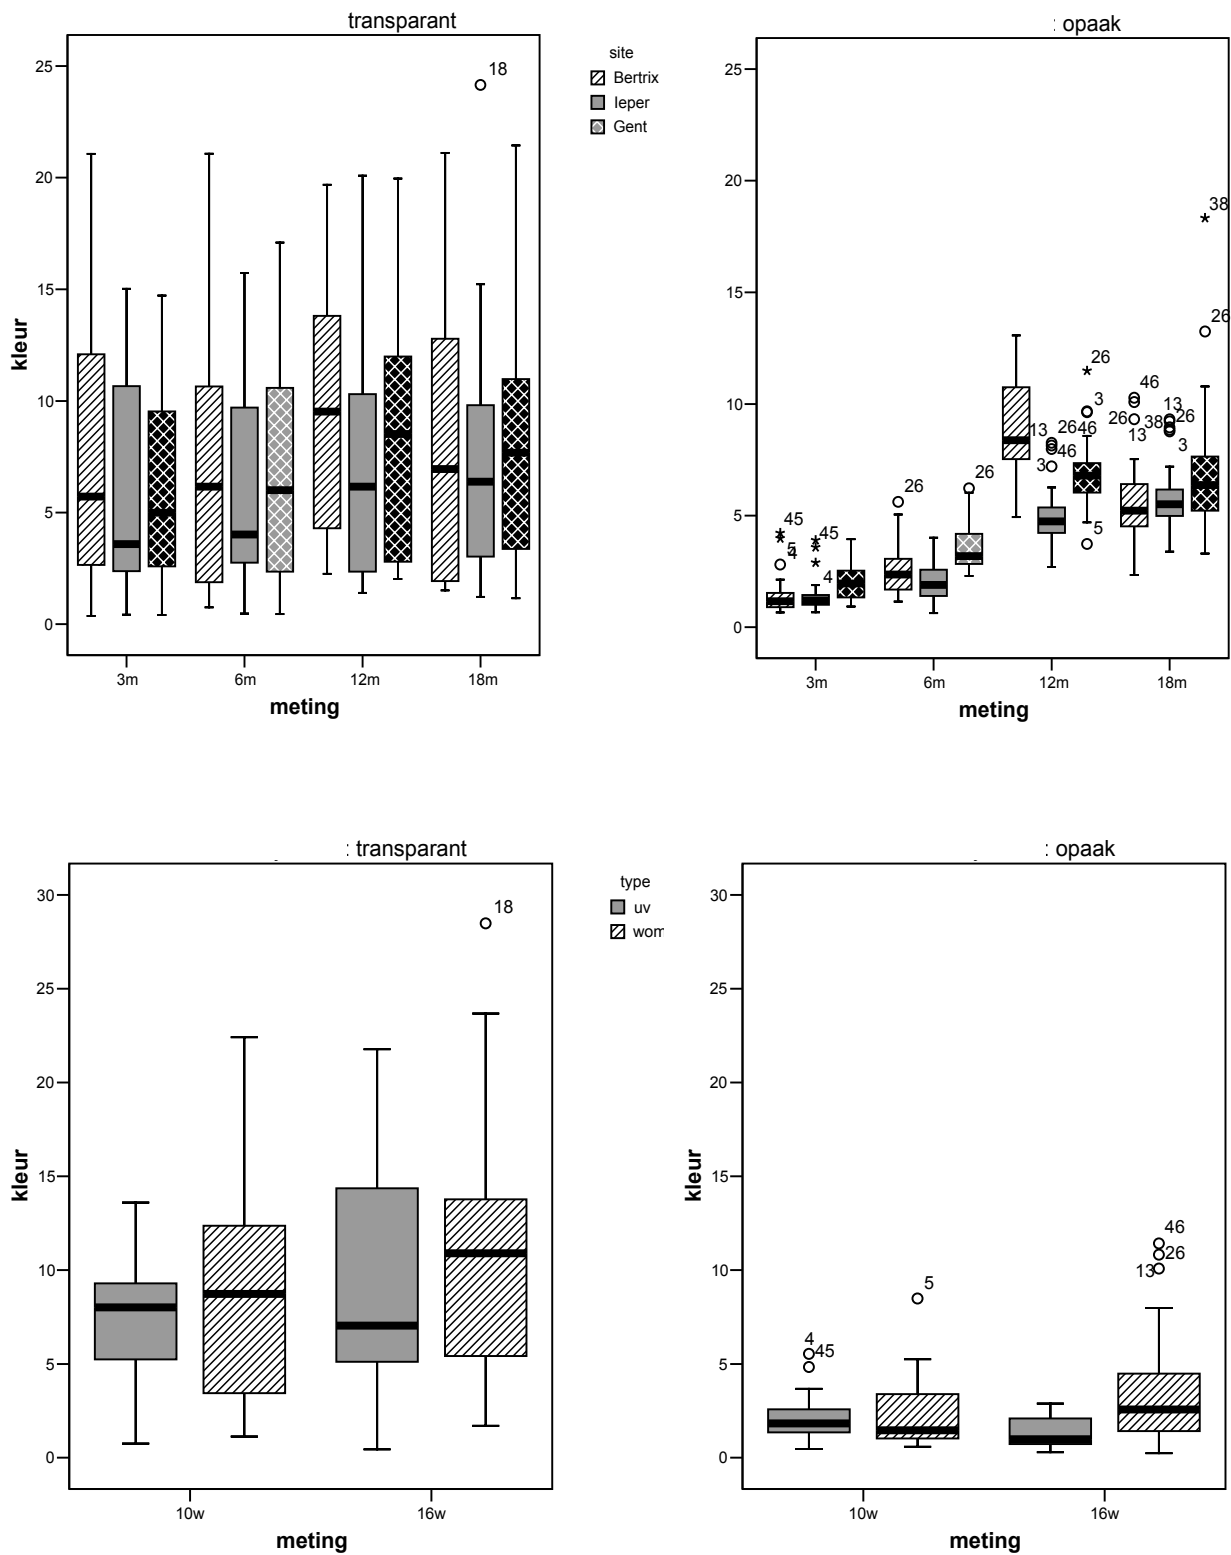 transparant
25
20
15
10
5
0
kleur
18
3m
6m
12m
18m
meting
site
Bertrix
Ieper
Gent
: opaak
25
20
15
10
5
0
45
5
4
45
4
26
26
13
26
46
46
3
26
3
5
46
26
13
38
13
26
3
38
26
3m
6m
12m
18m
meting
: transparant
30
25
20
15
10
5
0
kleur
18
10w
16w
meting
type
uv
wom
: opaak
30
25
20
15
10
5
0
kleur
4
45
5
46
26
13
10w
16w
meting